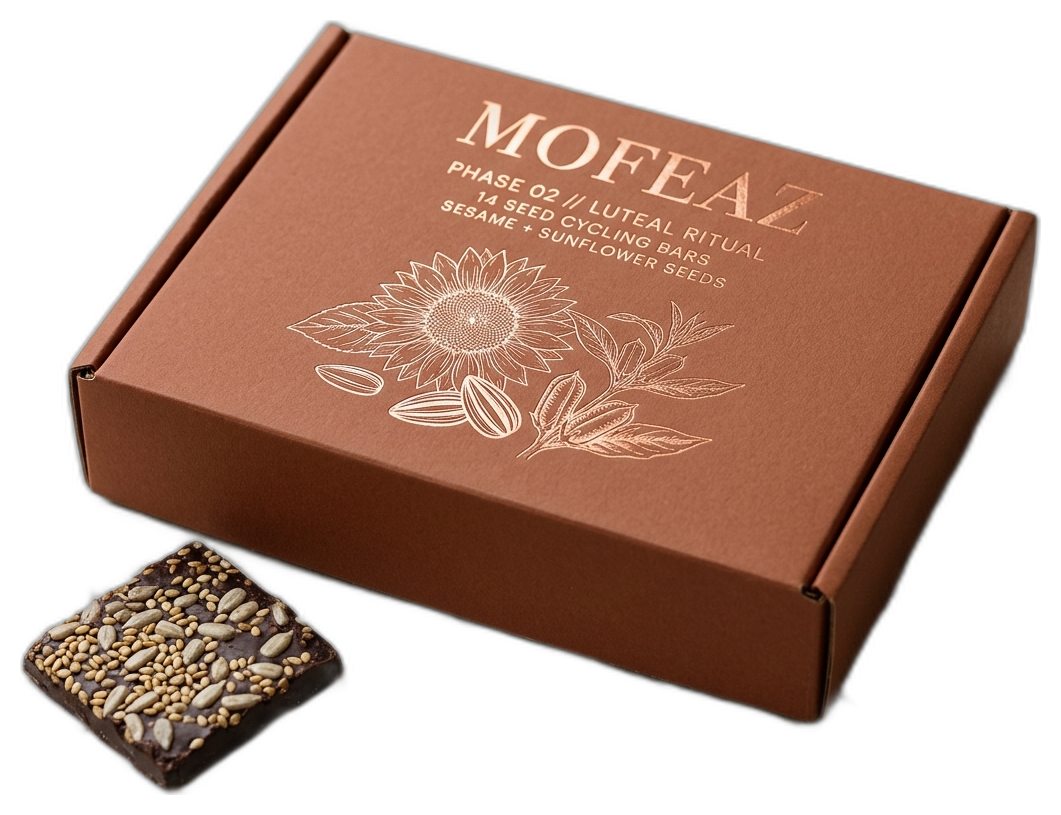 MOFEAZ
PHASE 02 // LUTEAL RITUAL
14 SEED CYCLING BARS
SESAME + SUNFLOWER SEEDS